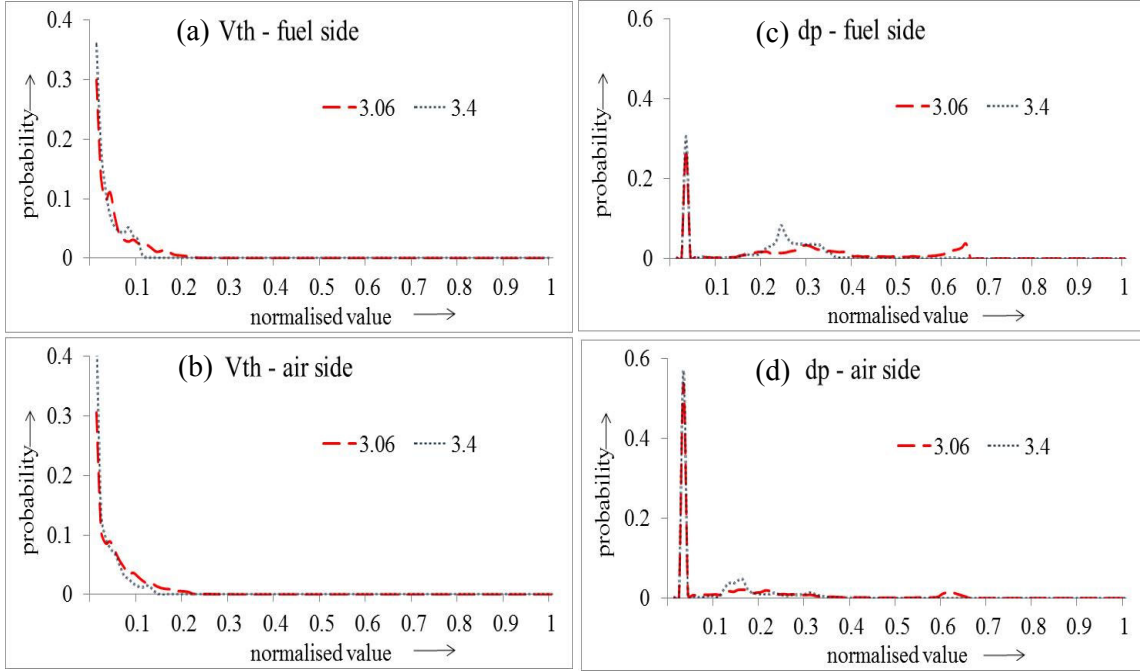 (a) Vth - fuel side
0.4
0.3
0.2
0.1
0
probability
3.06 3.4
0.1 0.2 0.3 0.4 0.5 0.6 0.7 0.8 0.9 1
normalised value
(c) dp - fuel side
0.6
0.4
0.2
0
probability
3.06 3.4
0.1 0.2 0.3 0.4 0.5 0.6 0.7 0.8 0.9 1
normalised value
(b) Vth - air side
0.4
0.3
0.2
0.1
0
probability
3.06 3.4
0.1 0.2 0.3 0.4 0.5 0.6 0.7 0.8 0.9 1
normalised value
(d) dp - air side
0.6
0.4
0.2
0
probability
3.06 3.4
0.1 0.2 0.3 0.4 0.5 0.6 0.7 0.8 0.9 1
normalised value